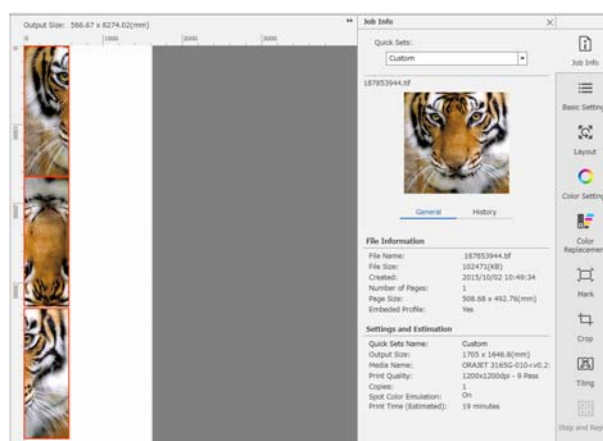 Output Size: 566.67 x 8274.02(mm)
0 1000 2000 3000
0
1000
2000
3000
Job Info
Quick Sets:
Custom
187853944.tif
General History
File Information
File Name: 187853944.tif
File Size: 102471(KB)
Created: 2015/10/02 10:49:34
Number of Pages: 1
Page Size: 508.68 x 492.76(mm)
Embeded Profile: Yes
Settings and Estimation
Quick Sets Name: Custom
Output Size: 1705 x 1646.6(mm)
Media Name: ORAJET 3165G-010-<v0.2:
Print Quality: 1200x1200dpi - 9 Pass
Copies: 1
Spot Color Emulation: On
Print Time (Estimated): 19 minutes
Job Info
Basic Setting
Layout
Color Setting
Color
Replacement
Mark
Crop
Tiling
Step and Rep